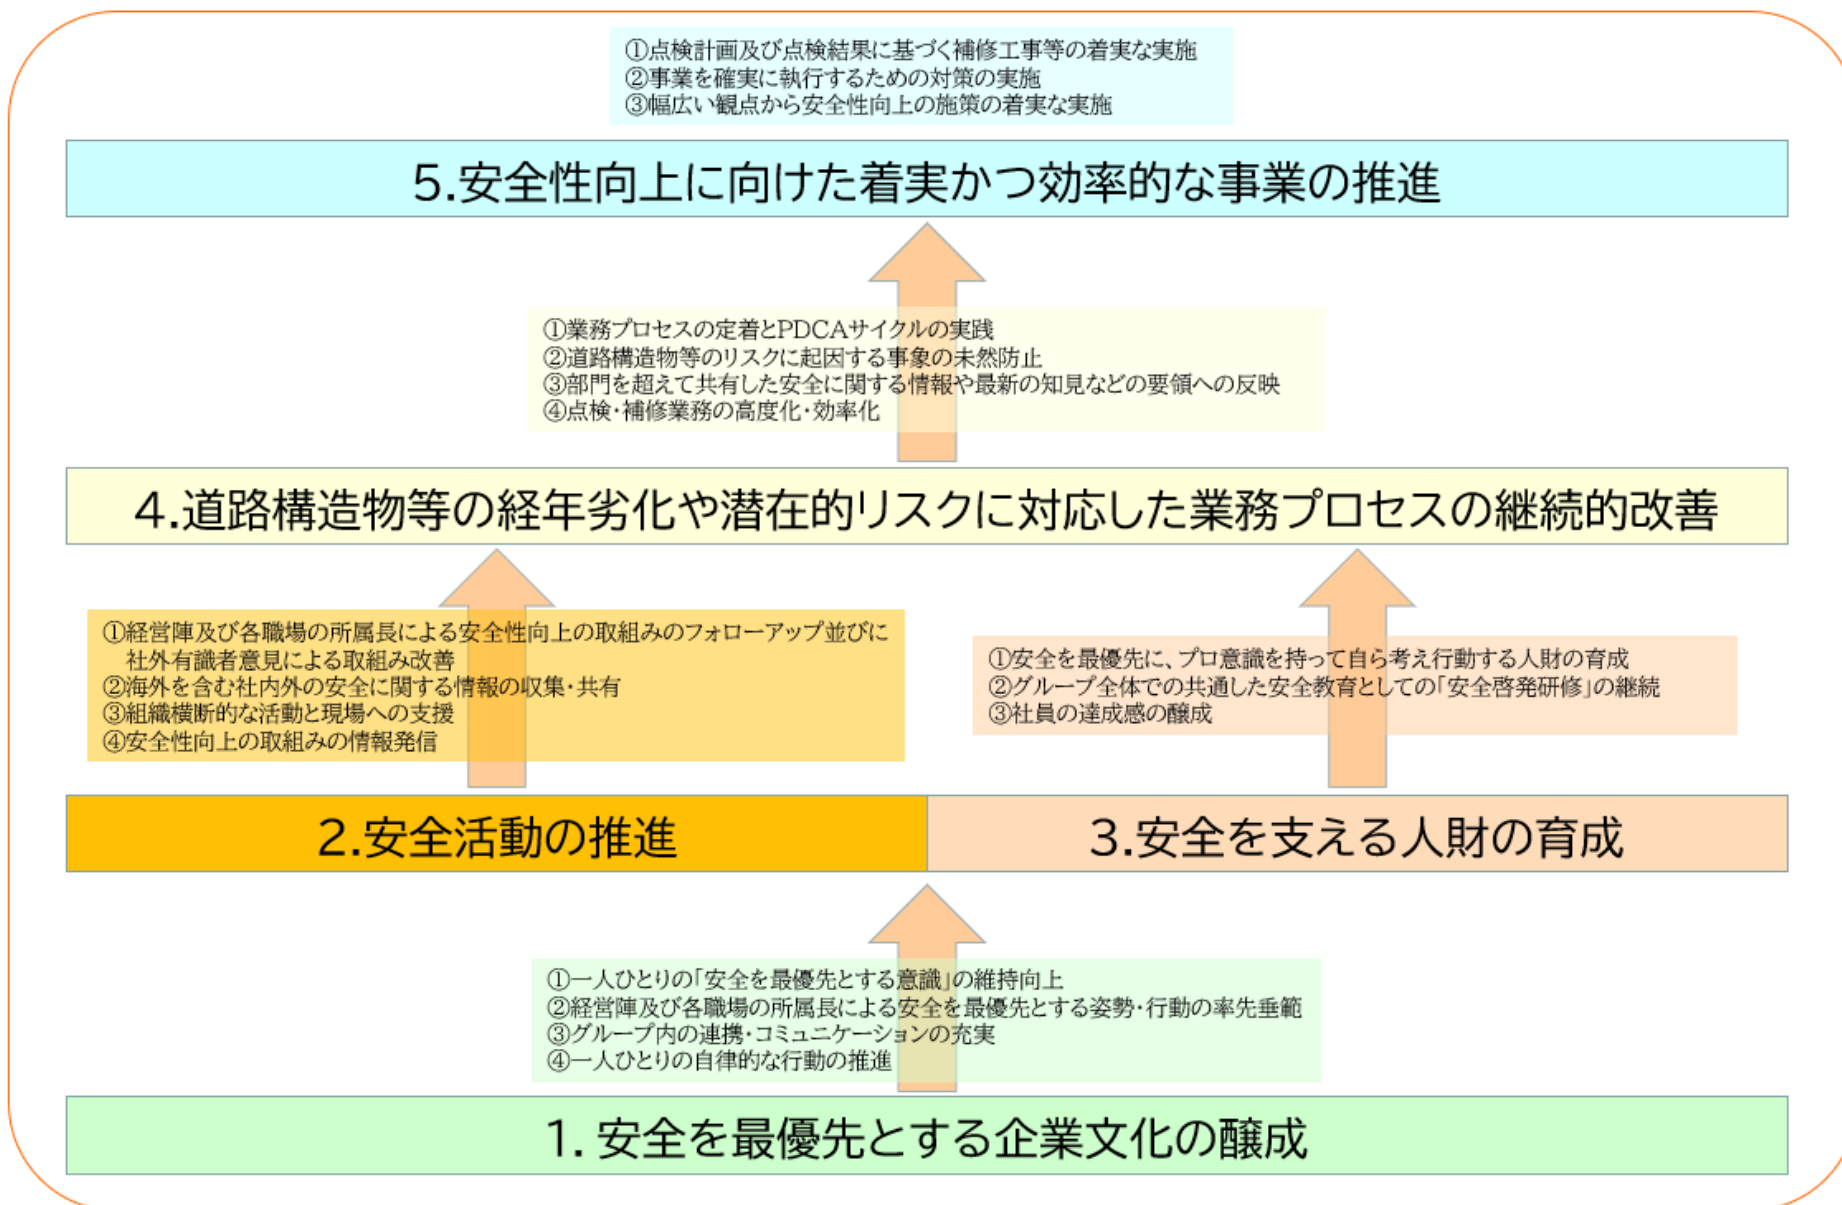 ①点検計画及び点検結果に基づく補修工事等の着実な実施
②事業を確実に執行するための対策の実施
③幅広い観点から安全性向上の施策の着実な実施
5.安全性向上に向けた着実かつ効率的な事業の推進
①業務プロセスの定着とPDCAサイクルの実践
②道路構造物等のリスクに起因する事象の未然防止
③部門を超えて共有した安全に関する情報や最新の知見などの要領への反映
④点検・補修業務の高度化・効率化
4.道路構造物等の経年劣化や潜在的リスクに対応した業務プロセスの継続的改善
①経営陣及び各職場の所属長による安全性向上の取組みのフォローアップ並びに
社外有識者意見による取組み改善
②海外を含む社内外の安全に関する情報の収集・共有
③組織横断的な活動と現場への支援
④安全性向上の取組みの情報発信
①安全を最優先に、プロ意識を持って自ら考え行動する人財の育成
②グループ全体での共通した安全教育としての「安全啓発研修」の継続
③社員の達成感の醸成
2.安全活動の推進
3.安全を支える人財の育成
①一人ひとりの「安全を最優先とする意識」の維持向上
②経営陣及び各職場の所属長による安全を最優先とする姿勢・行動の率先垂範
③グループ内の連携・コミュニケーションの充実
④一人ひとりの自律的な行動の推進
1. 安全を最優先とする企業文化の醸成